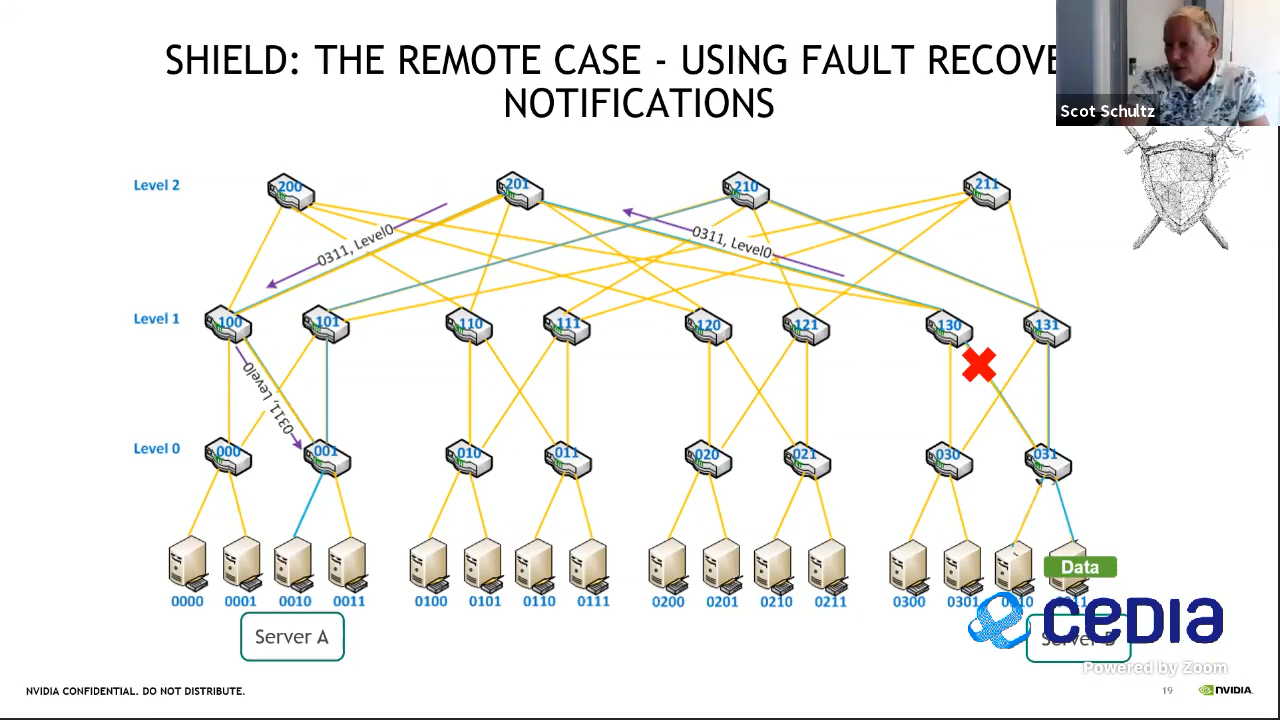 SHIELD: THE REMOTE CASE - USING FAULT RECOVE
NOTIFICATIONS
Scot Schultz
Level 2
200
201
210
211
0311, Level0
0311, Level0
Level 1
100
101
110
111
120
121
130
131
0311, Level0
Level 0
000
001
010
011
020
021
030
031
Data
0000
0001
0010
0011
0100
0101
0110
0111
0200
0201
0210
0211
0300
0301
cedia
Server A
Server B
Powered by Zoom
NVIDIA CONFIDENTIAL. DO NOT DISTRIBUTE.
19
NVIDIA.